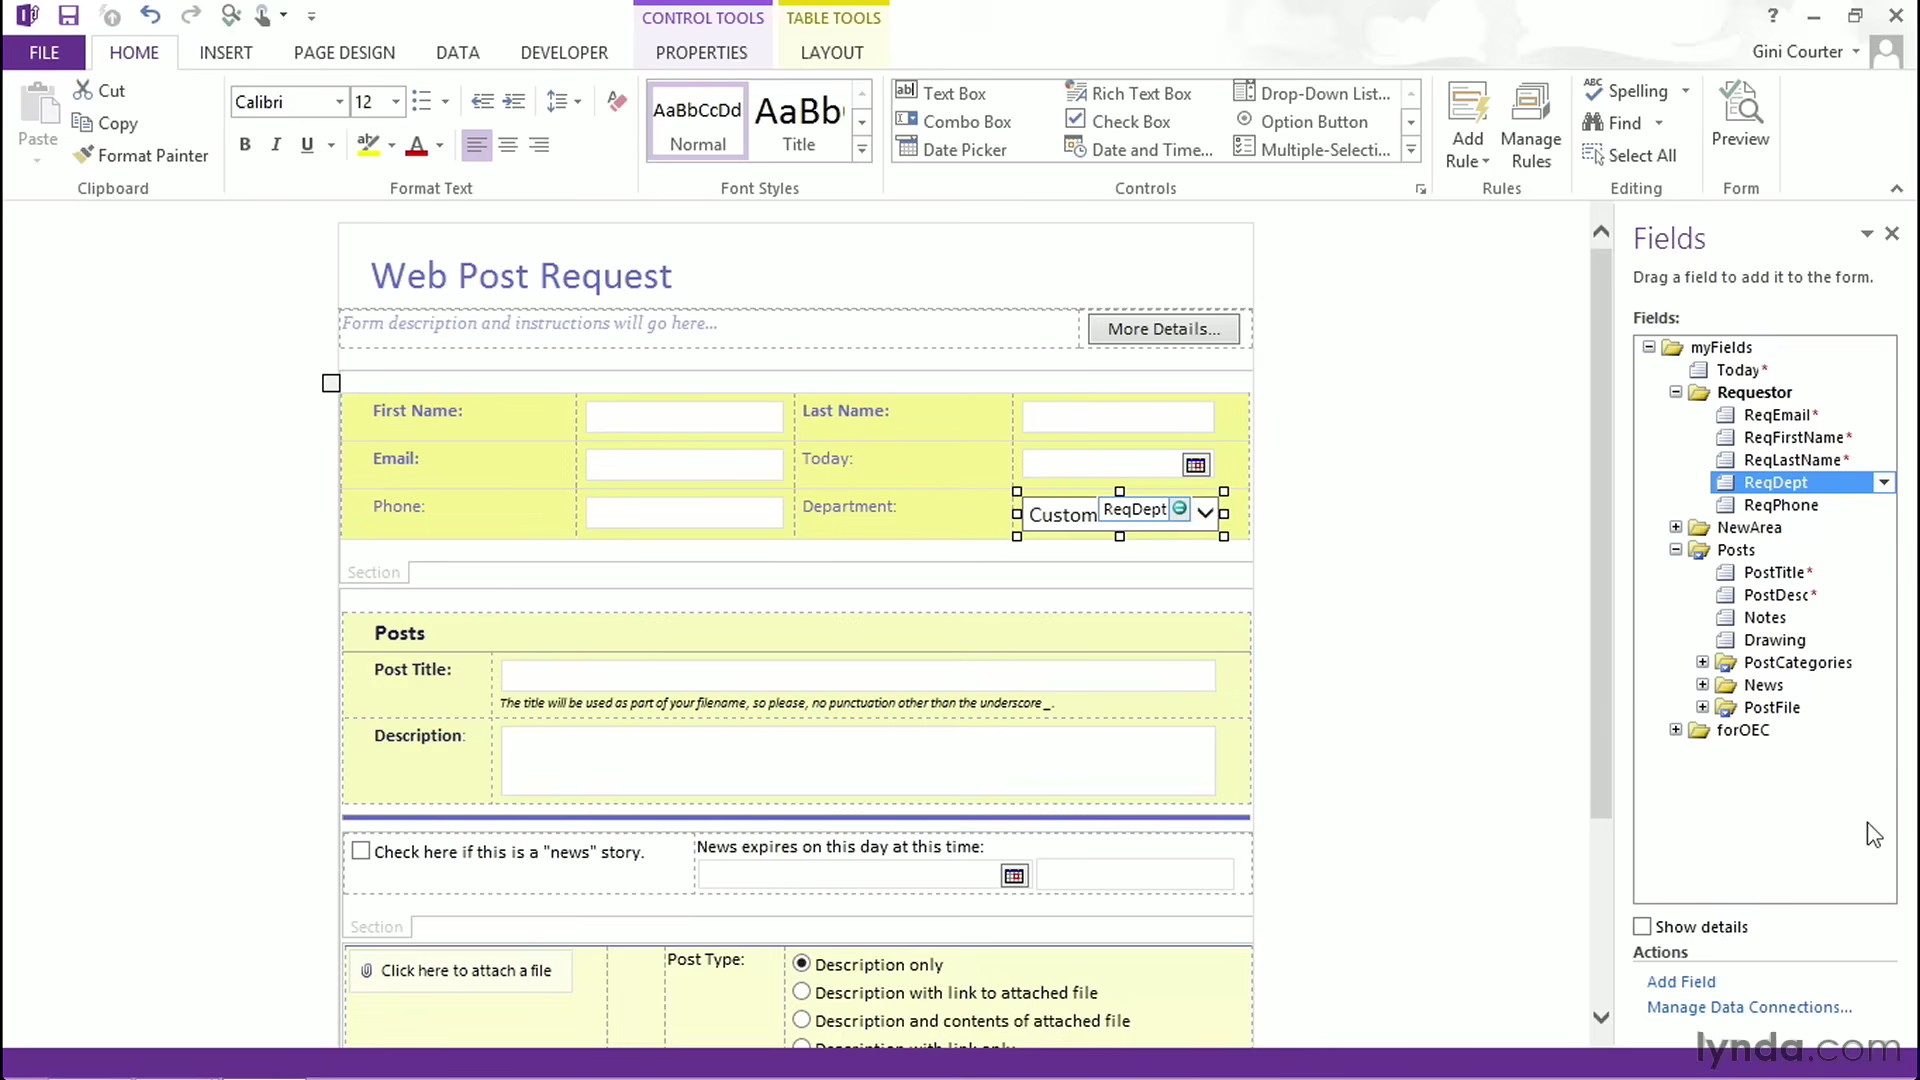 CONTROL TOOLS TABLE TOOLS
?
FILE HOME INSERT PAGE DESIGN DATA DEVELOPER PROPERTIES LAYOUT Gini Courter
Paste
Cut
Copy
Format Painter
Clipboard
Calibri 12
B I U A
Format Text
AaBbCcDd
Normal
AaBb
Title
Font Styles
Text Box Rich Text Box Drop-Down List...
Combo Box Check Box Option Button
Date Picker Date and Time... Multiple-Selecti...
Controls
Add
Rule
Manage
Rules
Rules
ABC
Spelling
Find
Select All
Editing
Preview
Form
Web Post Request
Form description and instructions will go here...
More Details...
First Name: Last Name:
Email: Today:
Phone: Department: Custom ReqDept
Section
Posts
Post Title:
The title will be used as part of your filename, so please, no punctuation other than the underscore _.
Description:
Check here if this is a "news" story. News expires on this day at this time:
Section
Click here to attach a file Post Type: Description only
Description with link to attached file
Description and contents of attached file
Description with link only
Fields
Drag a field to add it to the form.
Fields:
myFields
Today*
Requestor
ReqEmail*
ReqFirstName*
ReqLastName*
ReqDept
ReqPhone
NewArea
Posts
PostTitle*
PostDesc*
Notes
Drawing
PostCategories
News
PostFile
forOEC
Show details
Actions
Add Field
Manage Data Connections...
lynda.com